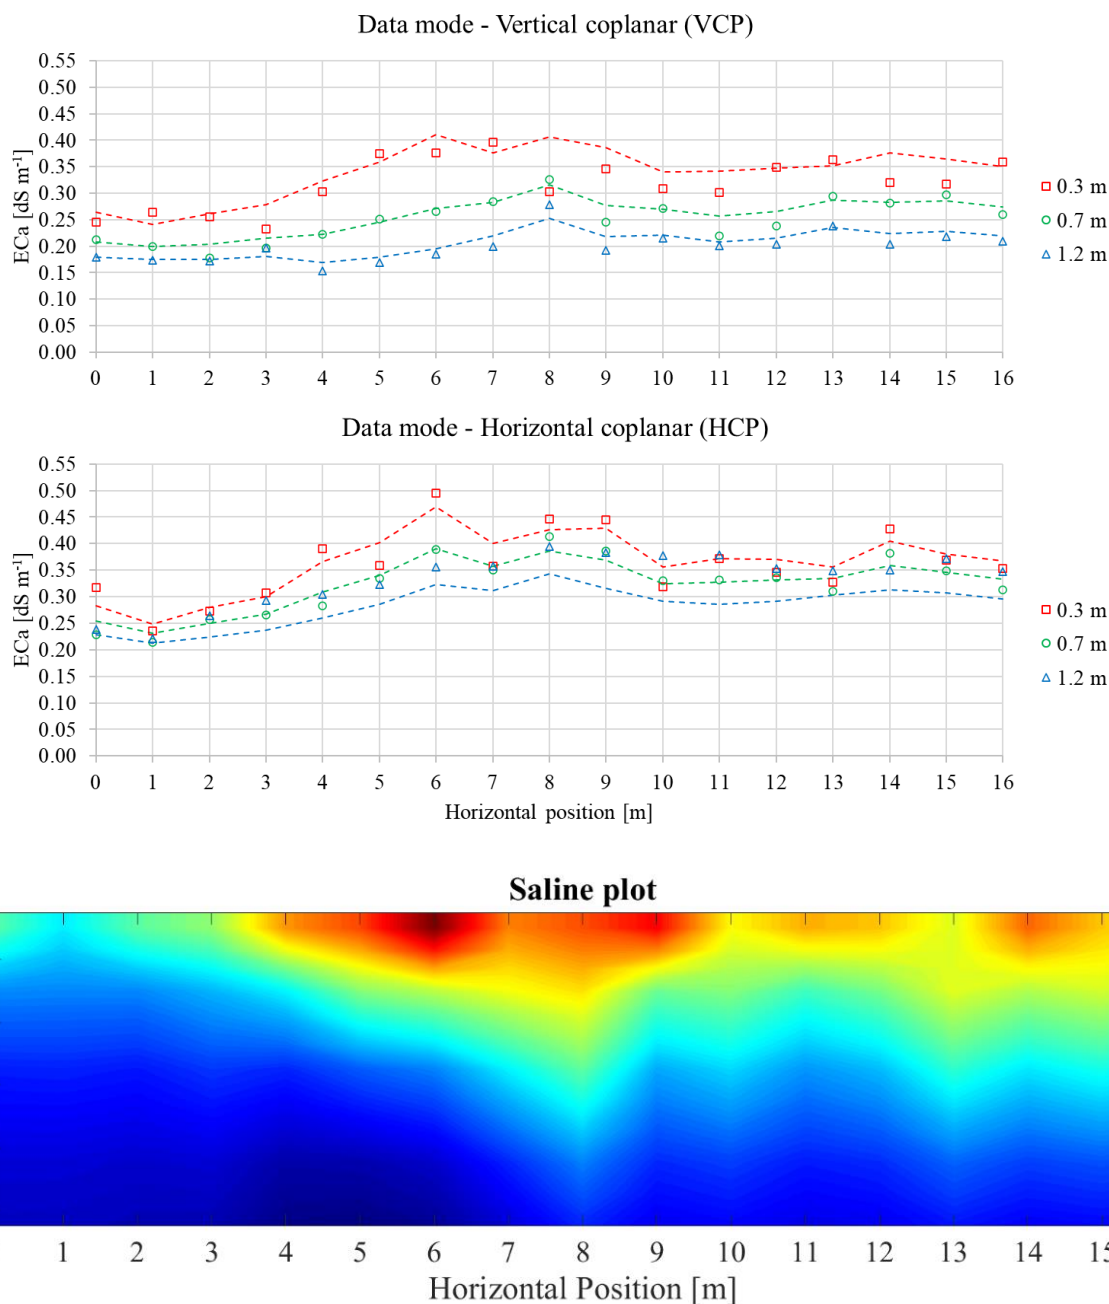 Data mode - Vertical coplanar (VCP)
ECa [dS m-1]
0.55
0.50
0.45
0.40
0.35
0.30
0.25
0.20
0.15
0.10
0.05
0.00
0 1 2 3 4 5 6 7 8 9 10 11 12 13 14 15 16
0.3 m
0.7 m
1.2 m
Data mode - Horizontal coplanar (HCP)
ECa [dS m-1]
0.55
0.50
0.45
0.40
0.35
0.30
0.25
0.20
0.15
0.10
0.05
0.00
0 1 2 3 4 5 6 7 8 9 10 11 12 13 14 15 16
Horizontal position [m]
0.3 m
0.7 m
1.2 m
Saline plot
1 2 3 4 5 6 7 8 9 10 11 12 13 14 15
Horizontal Position [m]